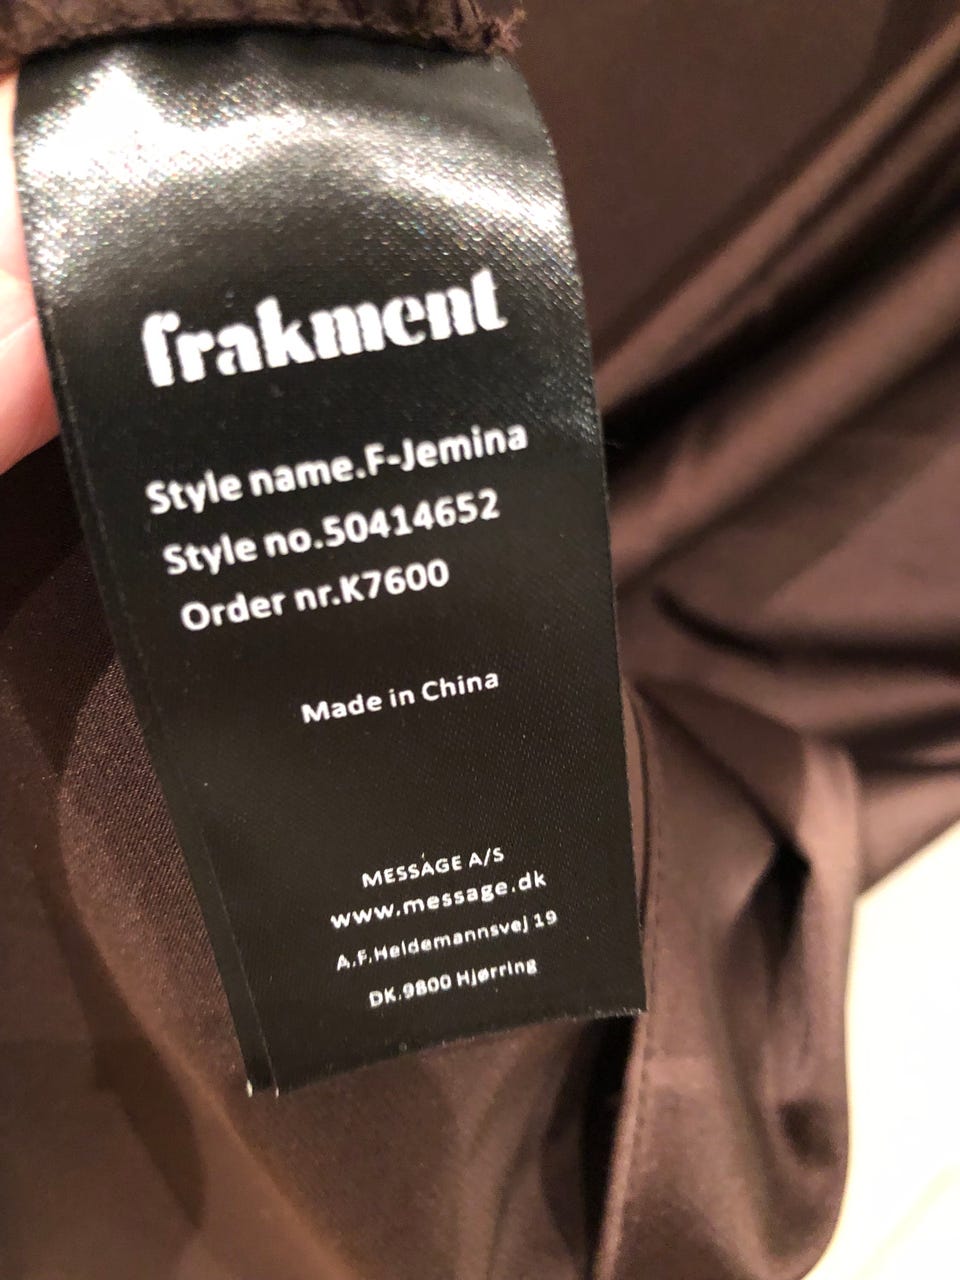 frakment
Style name.F-Jemina
Style no.50414652
Order nr.K7600
Made in China
MESSAGE A/S
www.message.dk
A.F.Heidemannsvej 19
DK.9800 Hjørring